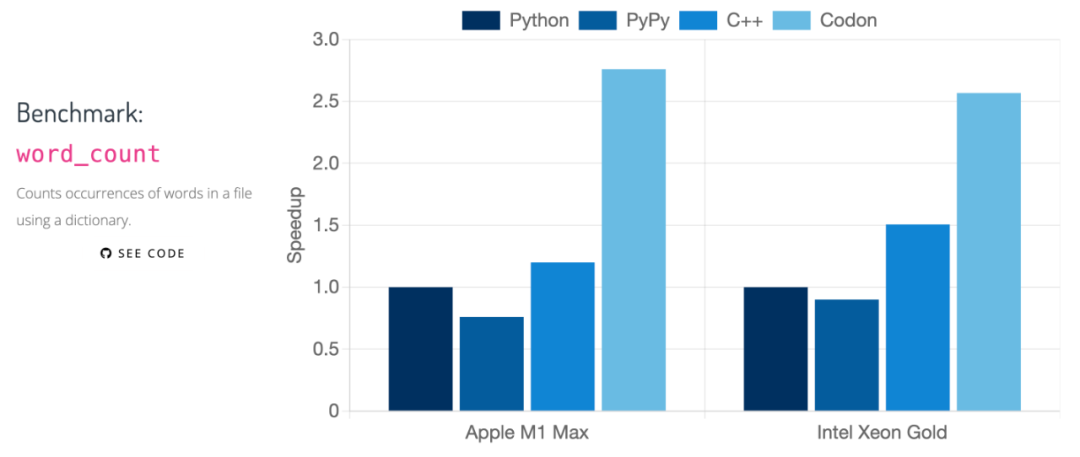 Python PyPy C++ Codon
Benchmark:
word_count
Counts occurrences of words in a file
using a dictionary.
SEE CODE
Speedup
3.0
2.5
2.0
1.5
1.0
0.5
0
Apple M1 Max Intel Xeon Gold